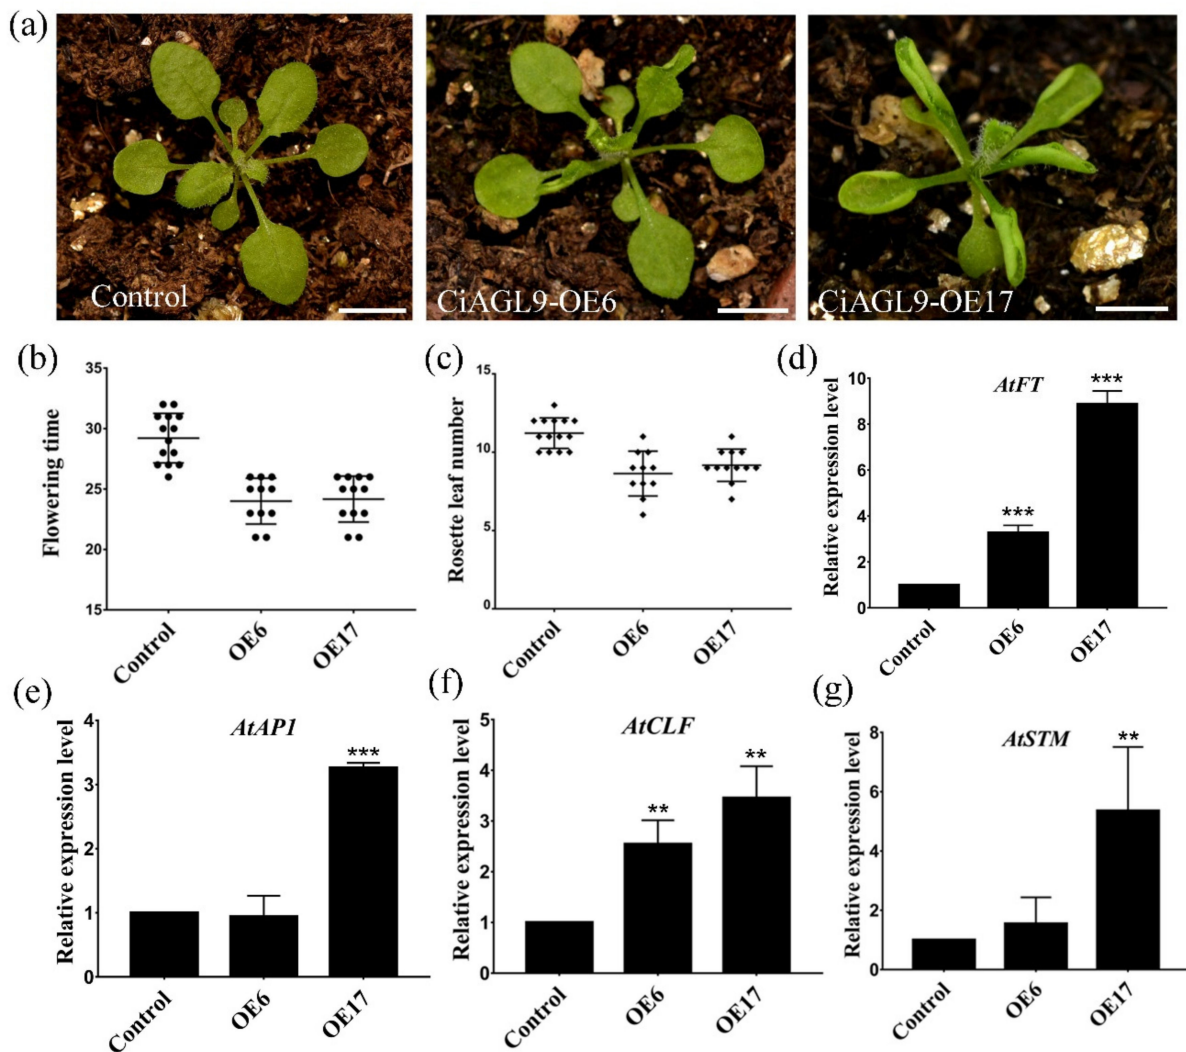 (a)
Control
CiAGL9-OE6
CiAGL9-OE17
(b)
Flowering time
35
30
25
20
15
Control
OE6
OE17
(c)
Rosette leaf number
15
10
5
0
Control
OE6
OE17
(d)
AtFT
Relative expression level
10
8
6
4
2
0
***
***
Control
OE6
OE17
(e)
AtAP1
Relative expression level
4
3
2
1
0
***
Control
OE6
OE17
(f)
AtCLF
Relative expression level
5
4
3
2
1
0
**
**
Control
OE6
OE17
(g)
AtSTM
Relative expression level
8
6
4
2
0
**
Control
OE6
OE17